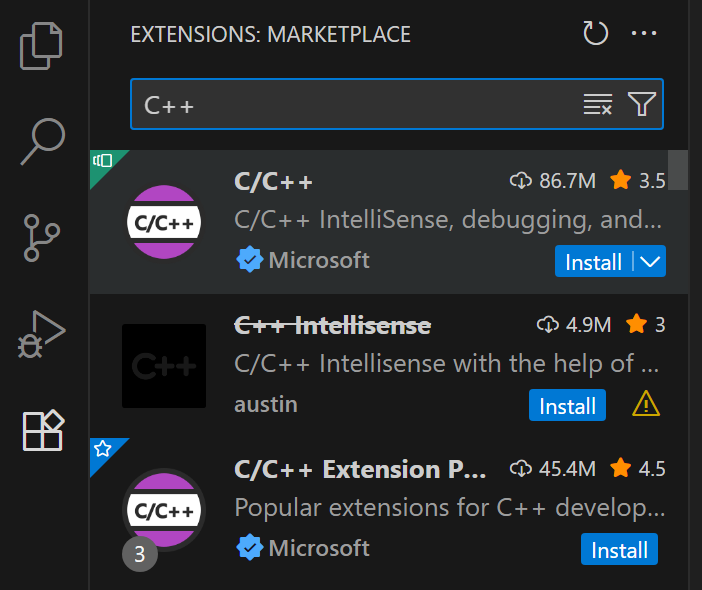 EXTENSIONS: MARKETPLACE
C++
C/C++ 86.7M 3.5
C/C++ IntelliSense, debugging, and...
C/C++
Microsoft Install
C++ Intellisense 4.9M 3
C/C++ Intellisense with the help of ...
C++
austin Install
C/C++ Extension P... 45.4M 4.5
Popular extensions for C++ develop...
C/C++
3 Microsoft Install